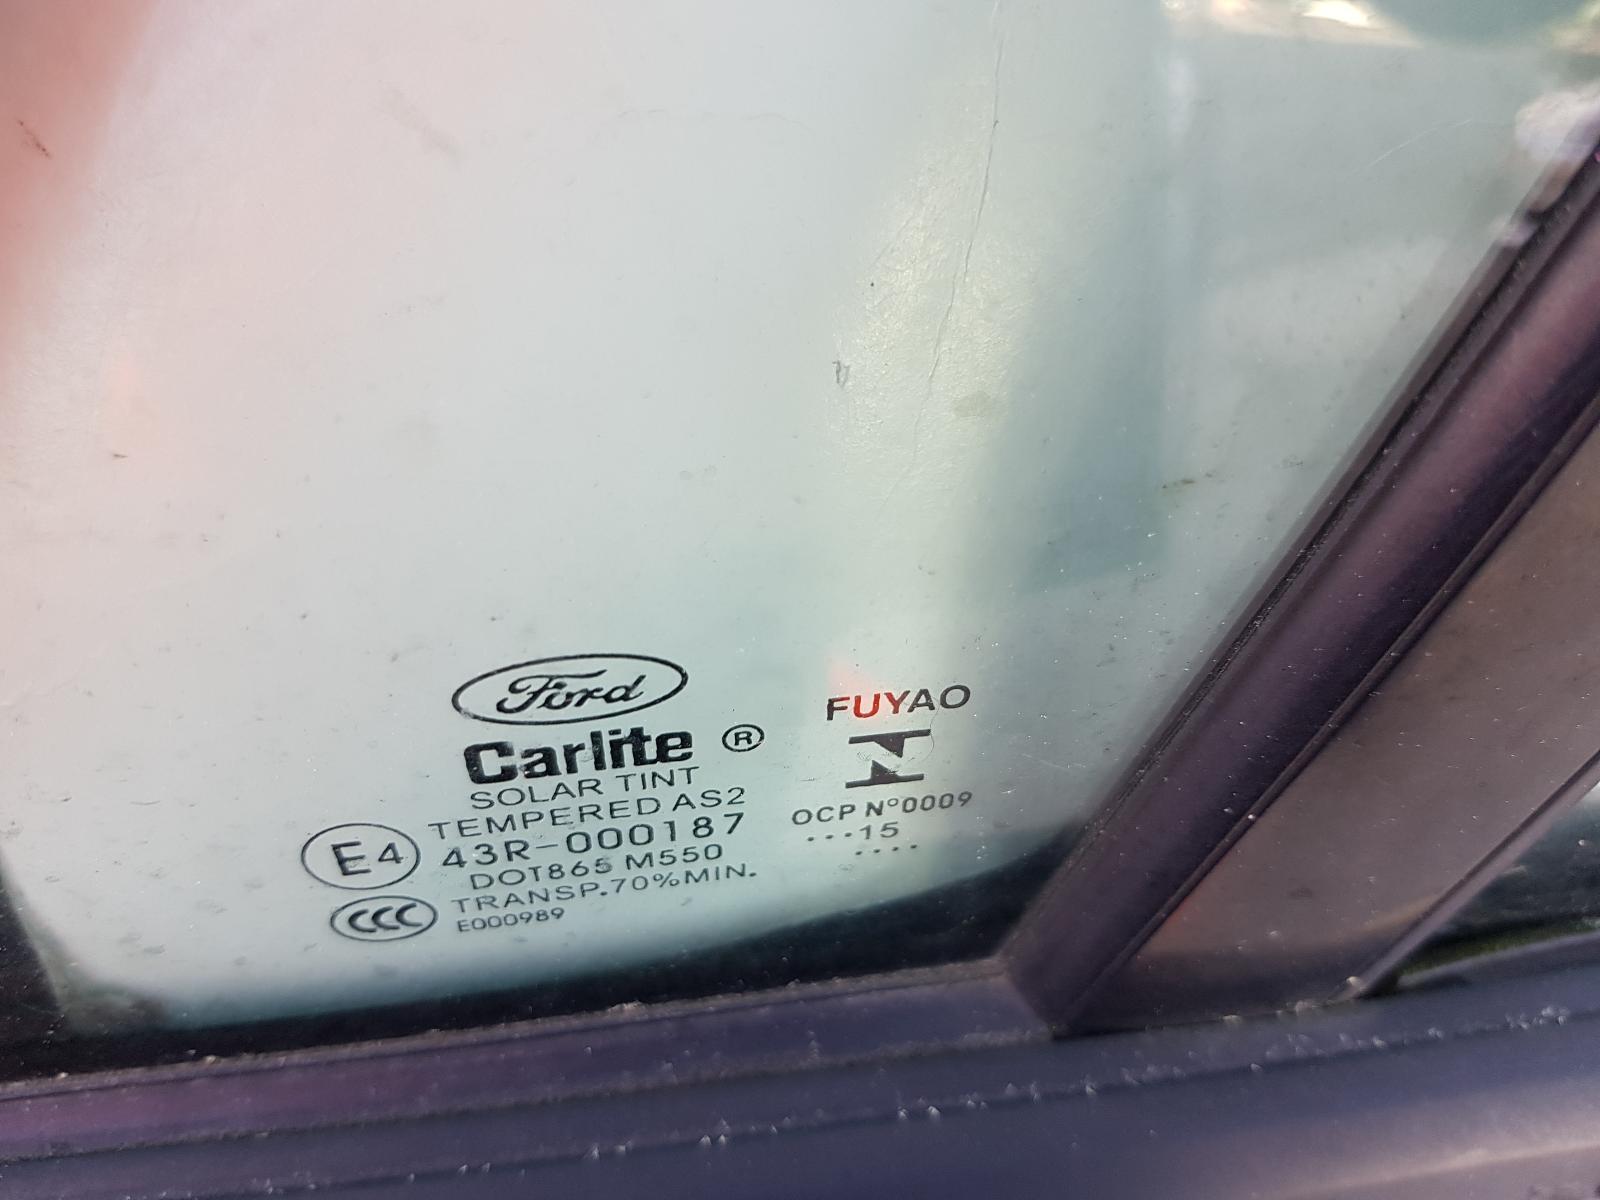 Ford
Carlite ®
SOLAR TINT
TEMPERED AS2
E4 43R-000187
DOT865 M550
TRANSP.70%MIN.
CCC E000989
FUYAO
OCP Nº0009
...15
....